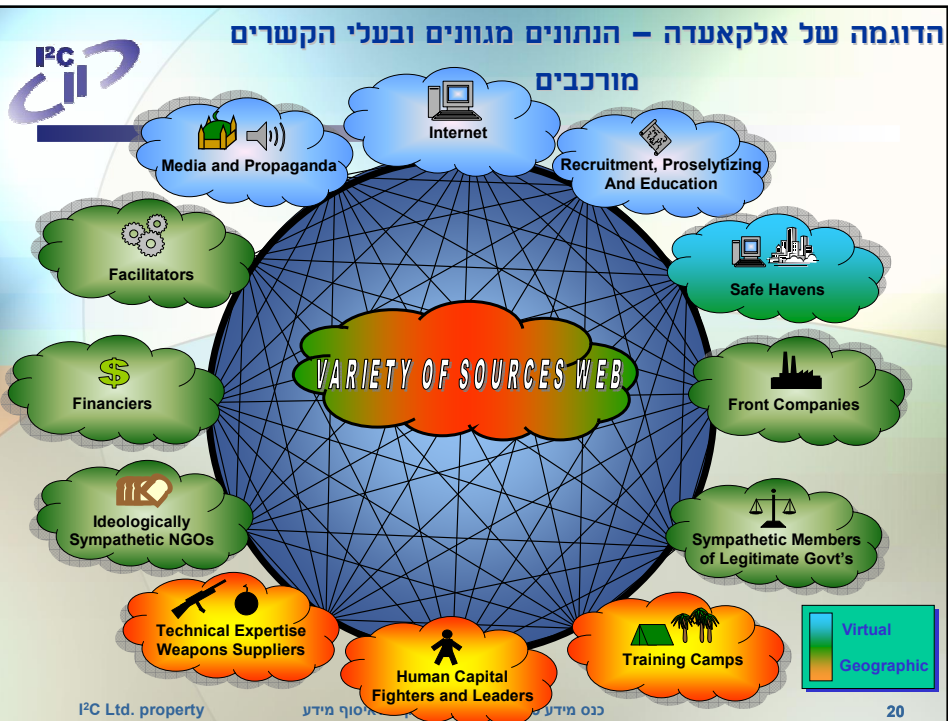 הדוגמה של אלקאעדה – הנתונים מגוונים ובעלי הקשרים
מורכבים
I²C
Internet
Media and Propaganda
Recruitment, Proselytizing
And Education
Facilitators
Safe Havens
VARIETY OF SOURCES WEB
Financiers
Front Companies
Ideologically
Sympathetic NGOs
Sympathetic Members
of Legitimate Govt's
Technical Expertise
Weapons Suppliers
Human Capital
Fighters and Leaders
Training Camps
Virtual
Geographic
I²C Ltd. property
כנס מידע
איסוף מידע
20